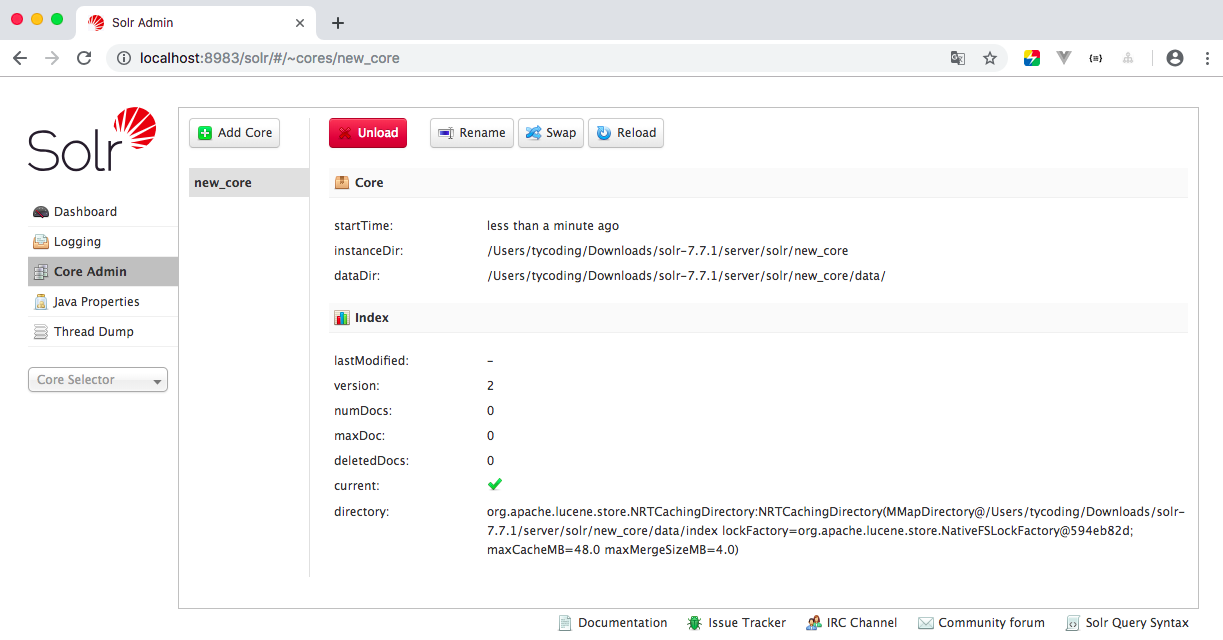 Solr Admin
localhost:8983/solr/#/~cores/new_core
Solr
Dashboard
Logging
Core Admin
Java Properties
Thread Dump
Core Selector
Add Core
new_core
Unload Rename Swap Reload
Core
startTime: less than a minute ago
instanceDir: /Users/tycoding/Downloads/solr-7.7.1/server/solr/new_core
dataDir: /Users/tycoding/Downloads/solr-7.7.1/server/solr/new_core/data/
Index
lastModified: –
version: 2
numDocs: 0
maxDoc: 0
deletedDocs: 0
current:
directory: org.apache.lucene.store.NRTCachingDirectory:NRTCachingDirectory(MMapDirectory@/Users/tycoding/Downloads/solr-
7.7.1/server/solr/new_core/data/index lockFactory=org.apache.lucene.store.NativeFSLockFactory@594eb82d;
maxCacheMB=48.0 maxMergeSizeMB=4.0)
Documentation Issue Tracker IRC Channel Community forum Solr Query Syntax